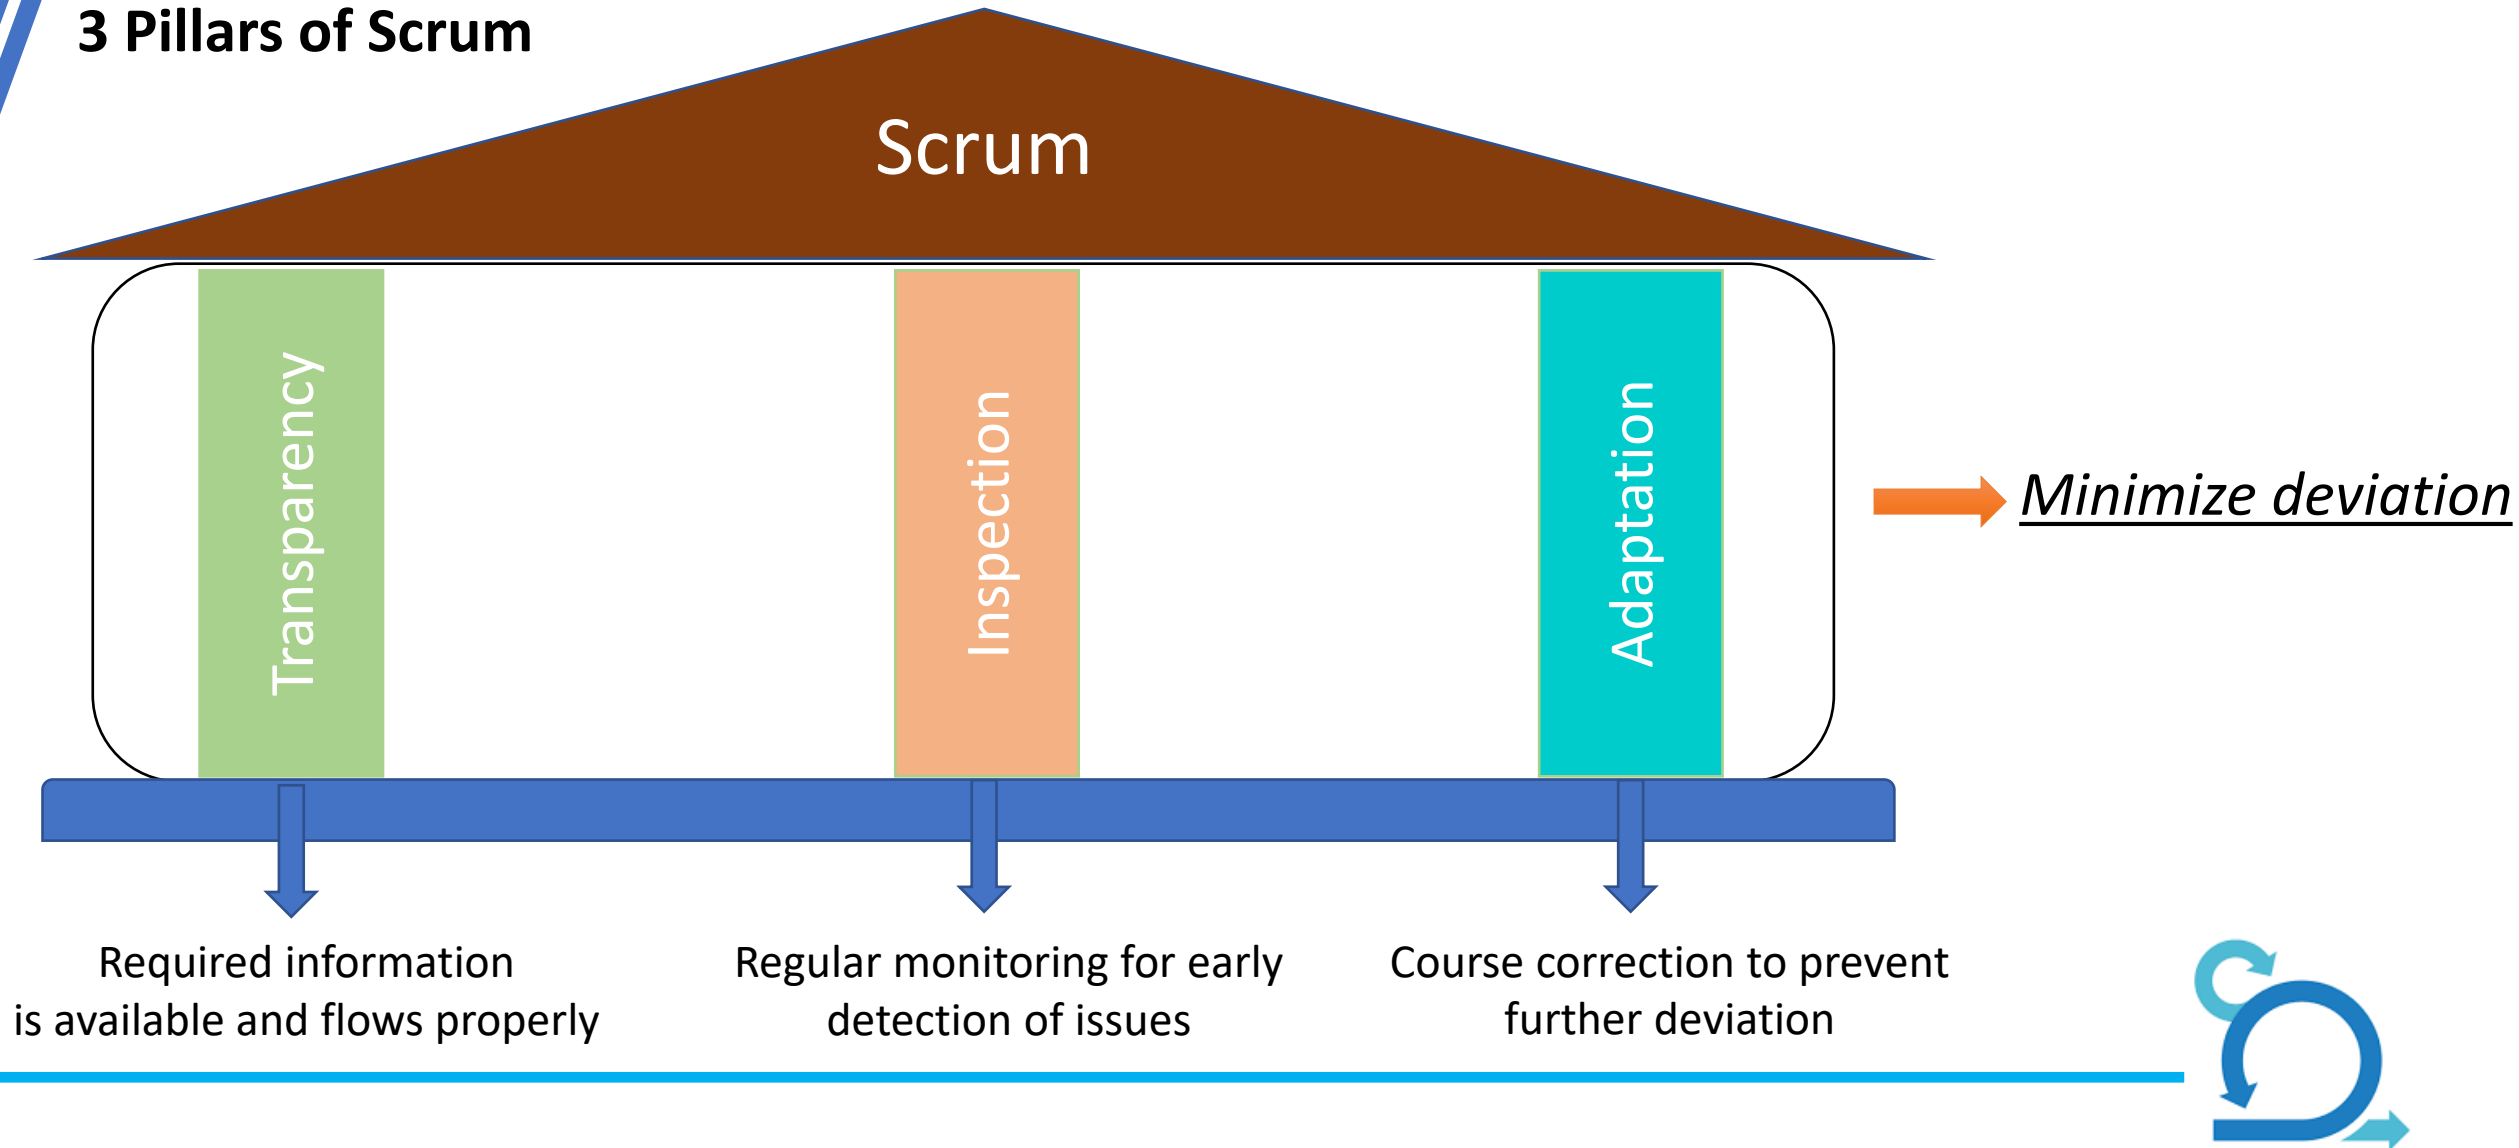 3 Pillars of Scrum
Scrum
Transparency
Inspection
Adaptation
Minimize deviation
Required information
is available and flows properly
Regular monitoring for early
detection of issues
Course correction to prevent
further deviation